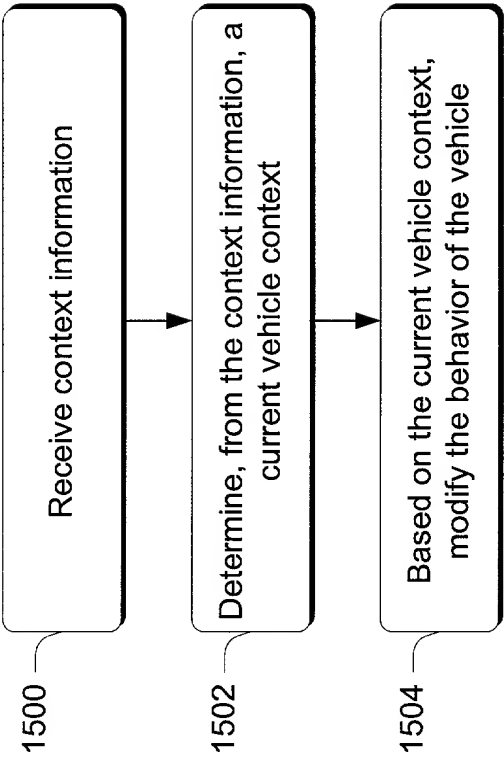 1500
Receive context information
1502
Determine, from the context information, a
current vehicle context
1504
Based on the current vehicle context,
modify the behavior of the vehicle